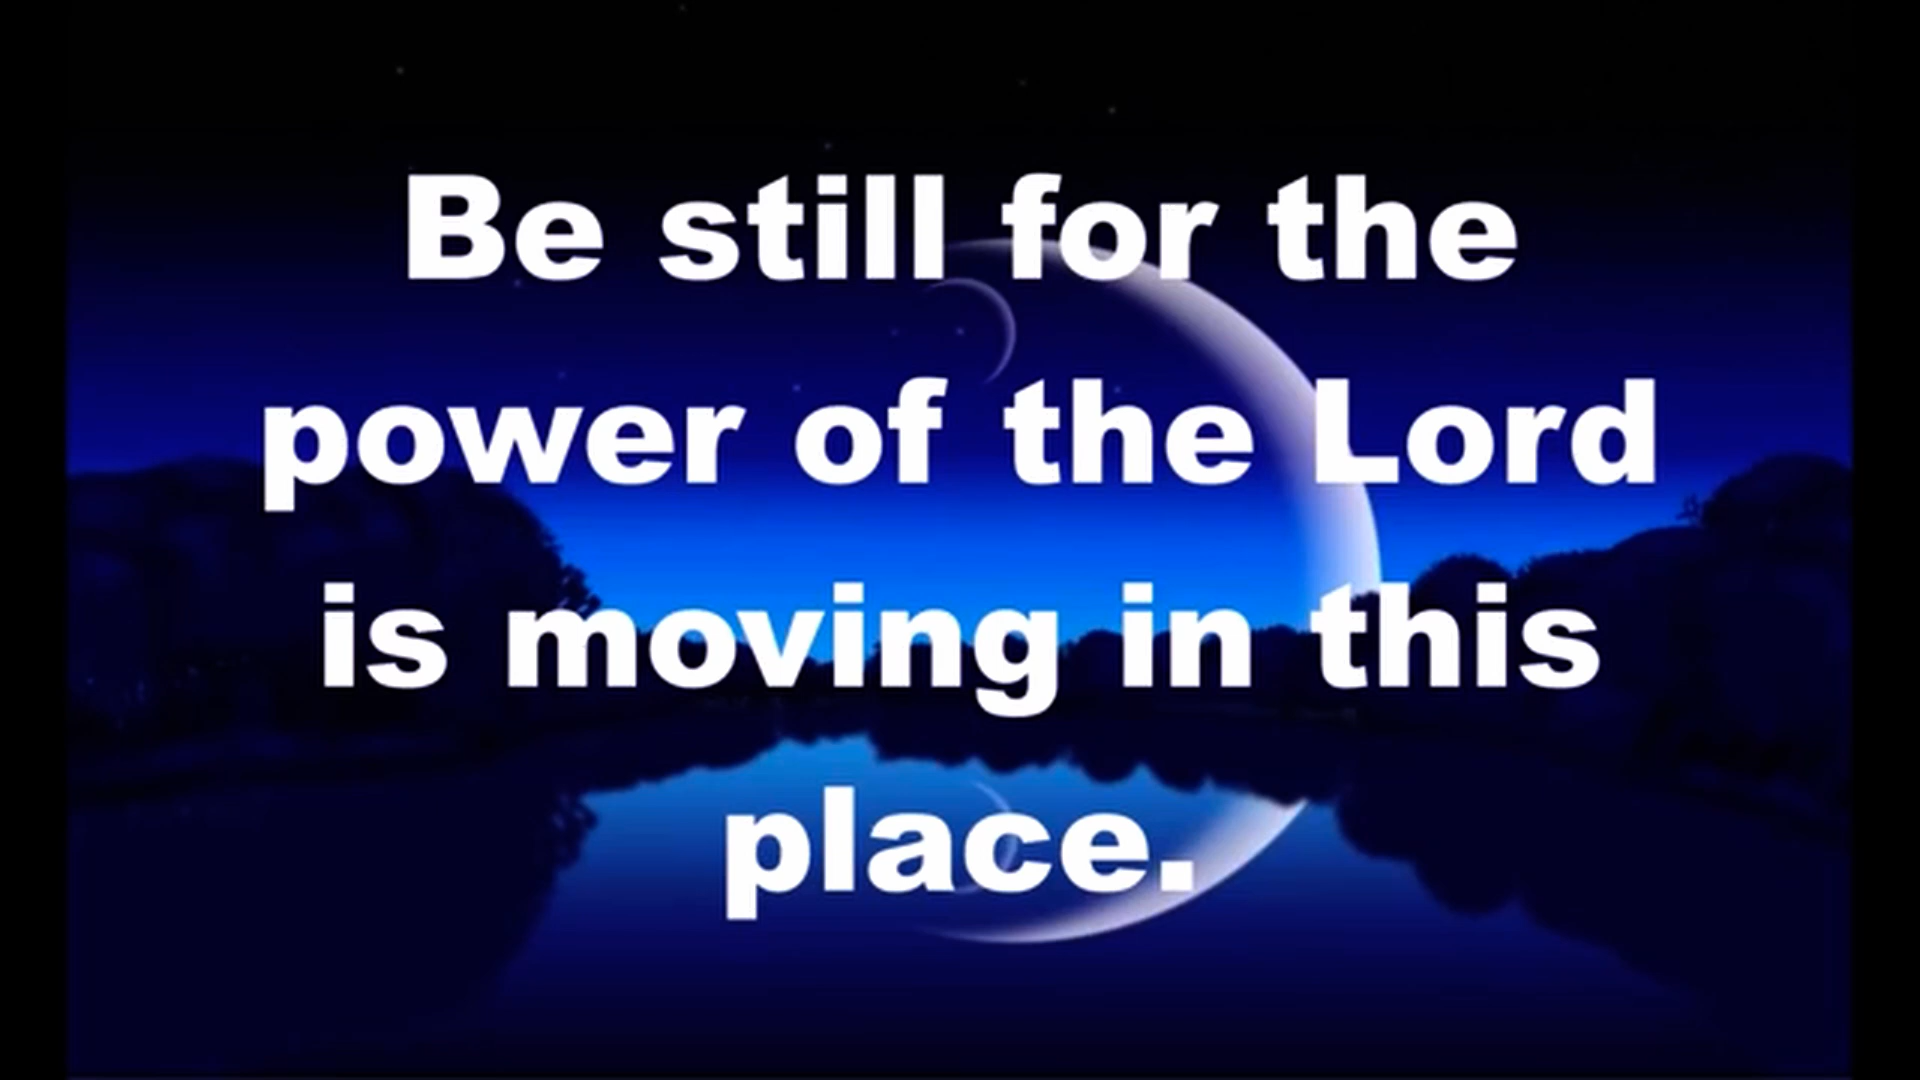 Be still for the
power of the Lord
is moving in this
place.